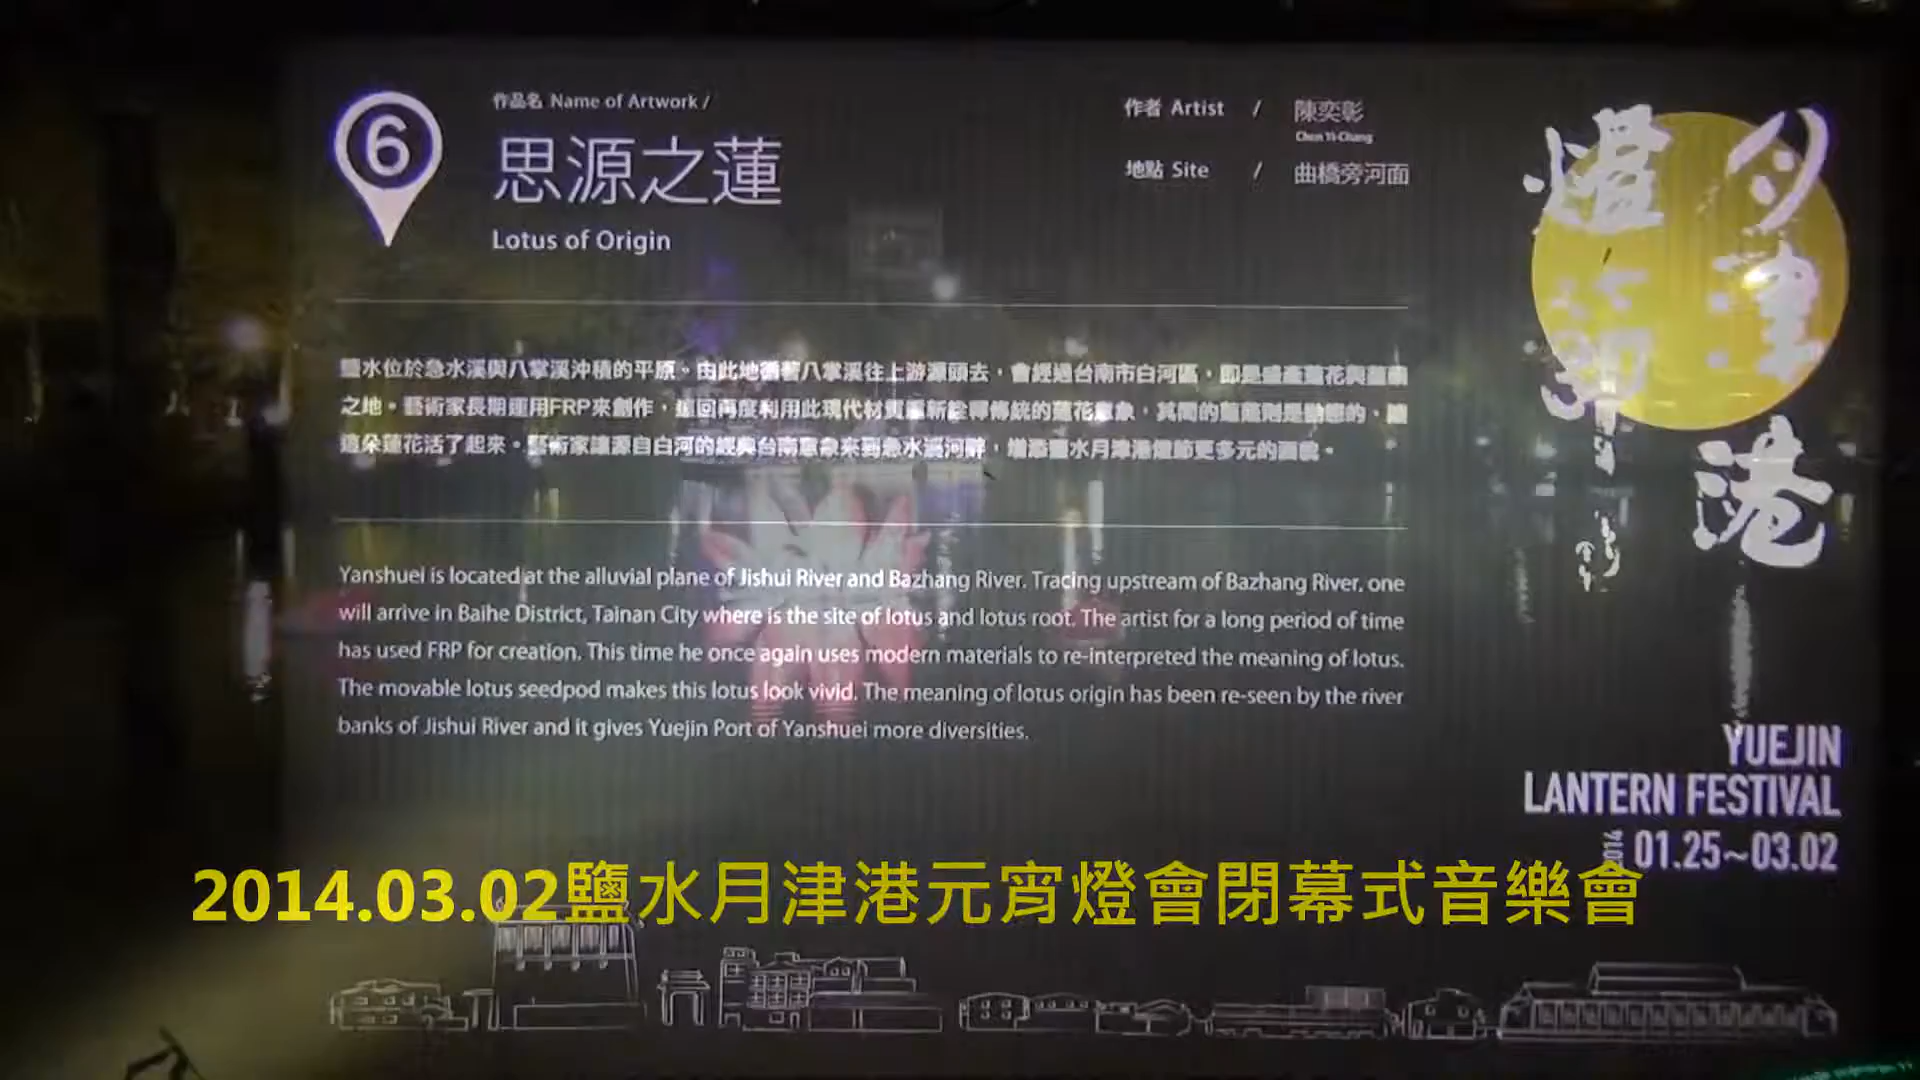 6
作品名 Name of Artwork /
思源之蓮
Lotus of Origin
作者 Artist / 陳奕彰
Chen Yi-Chang
地點 Site / 曲橋旁河面
鹽水位於急水溪與八掌溪沖積的平原。由此地循著八掌溪往上游源頭去，會經過台南市白河區，即是盛產蓮花與蓮藕
之地。藝術家長期運用FRP來創作，這回再度利用此現代材質重新詮釋傳統的蓮花意象，其間的蓮蓬則是動態的，讓
這朵蓮花活了起來。藝術家讓源自白河的經典台南意象來到急水溪河畔，增添鹽水月津港燈節更多元的面貌。
Yanshuei is located at the alluvial plane of Jishui River and Bazhang River. Tracing upstream of Bazhang River, one
will arrive in Baihe District, Tainan City where is the site of lotus and lotus root. The artist for a long period of time
has used FRP for creation. This time he once again uses modern materials to re-interpreted the meaning of lotus.
The movable lotus seedpod makes this lotus look vivid. The meaning of lotus origin has been re-seen by the river
banks of Jishui River and it gives Yuejin Port of Yanshuei more diversities.
月津港
燈節
YUEJIN
LANTERN FESTIVAL
2014 01.25~03.02
2014.03.02鹽水月津港元宵燈會閉幕式音樂會